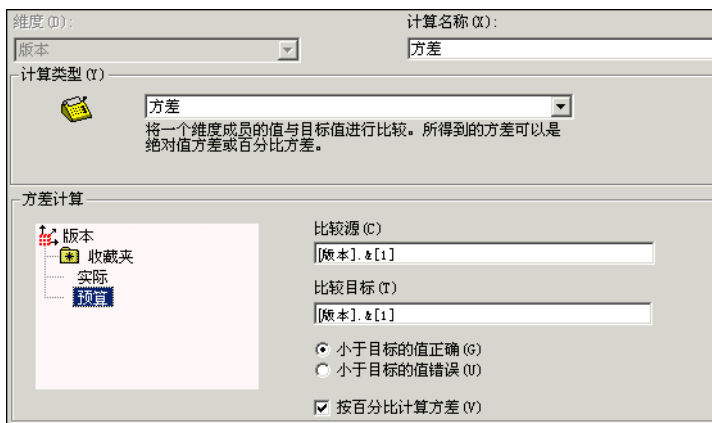 维度(D):
计算名称(X):
版本
方差
计算类型(Y)
方差
将一个维度成员的值与目标值进行比较。所得到的方差可以是
绝对值方差或百分比方差。
方差计算
版本
收藏夹
实际
预算
比较源(C)
[版本].&[1]
比较目标(T)
[版本].&[1]
小于目标的值正确(G)
小于目标的值错误(U)
按百分比计算方差(V)